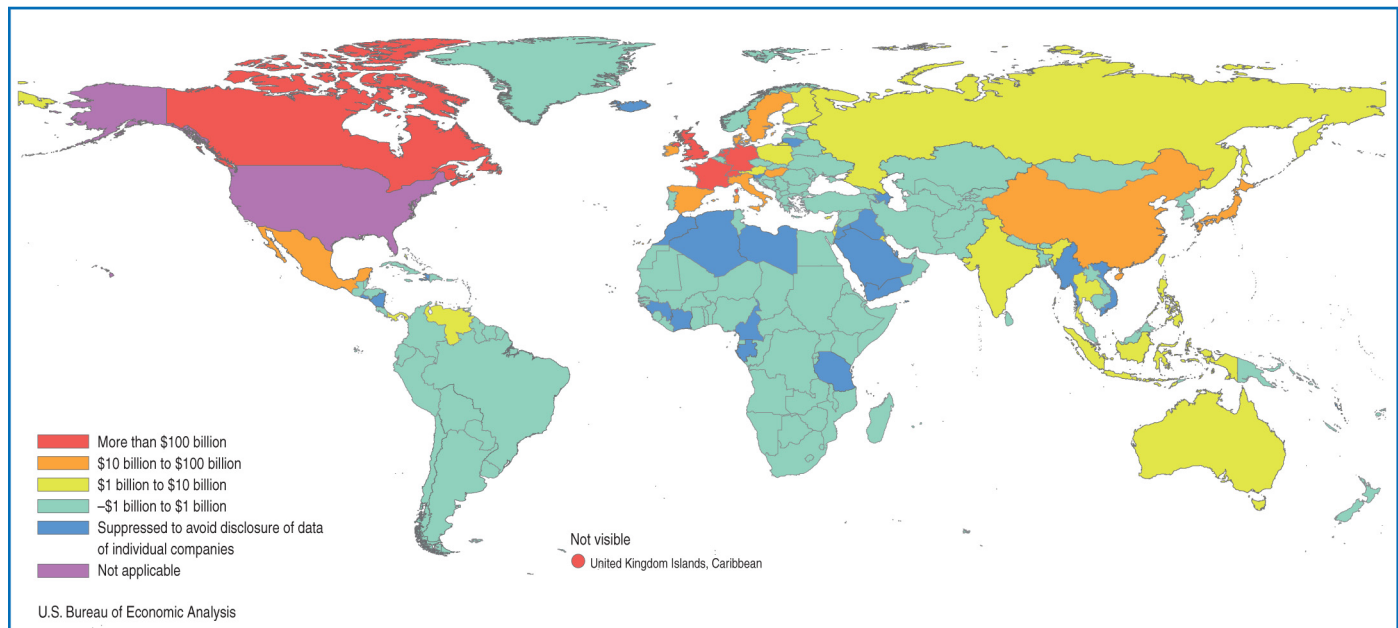 More than $100 billion
$10 billion to $100 billion
$1 billion to $10 billion
–$1 billion to $1 billion
Suppressed to avoid disclosure of data
of individual companies
Not applicable
Not visible
United Kingdom Islands, Caribbean
U.S. Bureau of Economic Analysis